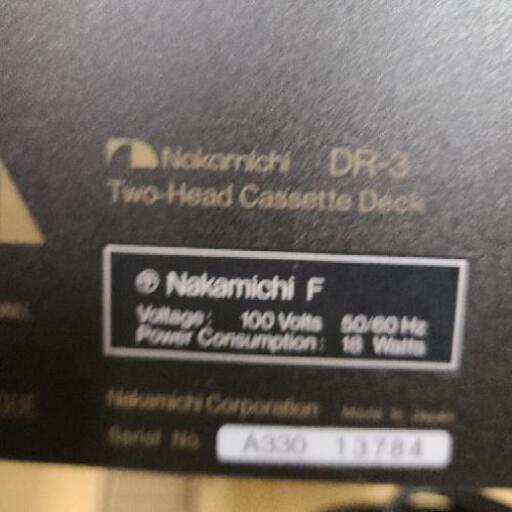 Nakamichi DR-3
Two-Head Cassette Deck
Nakamichi F
Voltage: 100 Volts 50/60 Hz
Power Consumption: 18 Watts
Nakamichi Corporation Made in Japan
Serial No. A330 13784